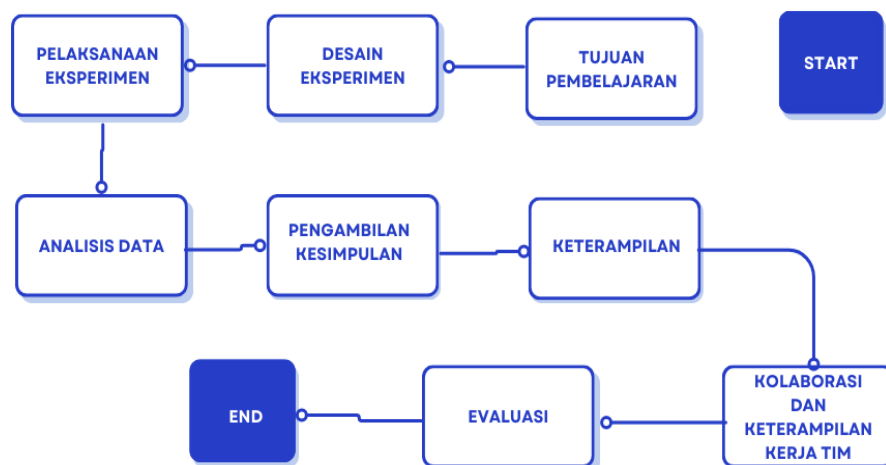 START
TUJUAN
PEMBELAJARAN
DESAIN
EKSPERIMEN
PELAKSANAAN
EKSPERIMEN
ANALISIS DATA
PENGAMBILAN
KESIMPULAN
KETERAMPILAN
KOLABORASI
DAN
KETERAMPILAN
KERJA TIM
EVALUASI
END